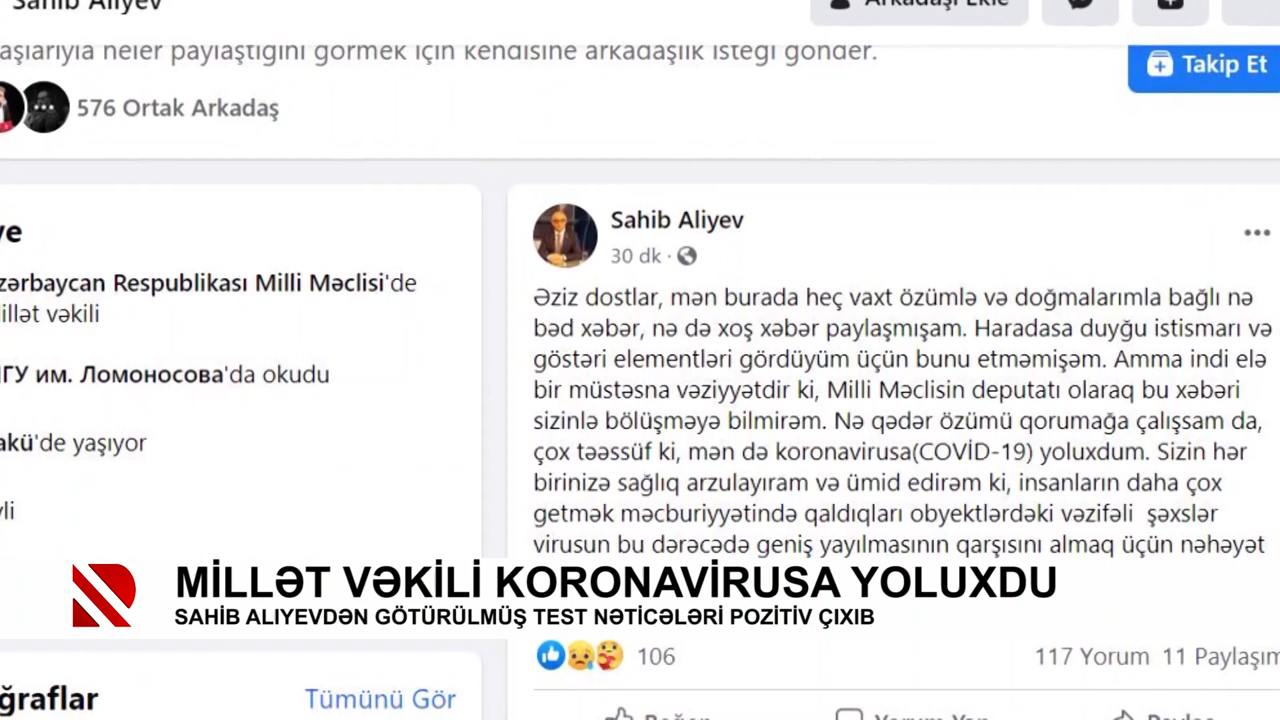 Sahib Aliyev
Arkadaşı Ekle
aşlarıyla neler paylaştığını görmek için kendisine arkadaşlık isteği gönder.
Takip Et
576 Ortak Arkadaş
ye
zərbaycan Respublikası Milli Məclisi'de
illət vəkili
ГУ им. Ломоносова'da okudu
akü'de yaşıyor
li
Sahib Aliyev
30 dk ·
Əziz dostlar, mən burada heç vaxt özümlə və doğmalarımla bağlı nə
bəd xəbər, nə də xoş xəbər paylaşmışam. Haradasa duyğu istismarı və
göstəri elementləri gördüyüm üçün bunu etməmişəm. Amma indi elə
bir müstəsna vəziyyətdir ki, Milli Məclisin deputatı olaraq bu xəbəri
sizinlə bölüşməyə bilmirəm. Nə qədər özümü qorumağa çalışsam da,
çox təəssüf ki, mən də koronavirusa(COVİD-19) yoluxdum. Sizin hər
birinizə sağlıq arzulayıram və ümid edirəm ki, insanların daha çox
getmək məcburiyyətində qaldıqları obyektlərdəki vəzifəli  şəxslər
virusun bu dərəcədə geniş yayılmasının qarşısını almaq üçün nəhəyət
MİLLƏT VƏKİLİ KORONAVİRUSA YOLUXDU
SAHİB ALIYEVDƏN GÖTÜRÜLMÜŞ TEST NƏTİCƏLƏRİ POZİTİV ÇIXIB
106
117 Yorum 11 Paylaşım
ğraflar
Tümünü Gör
Beğen
Yorum Yap
Paylaş